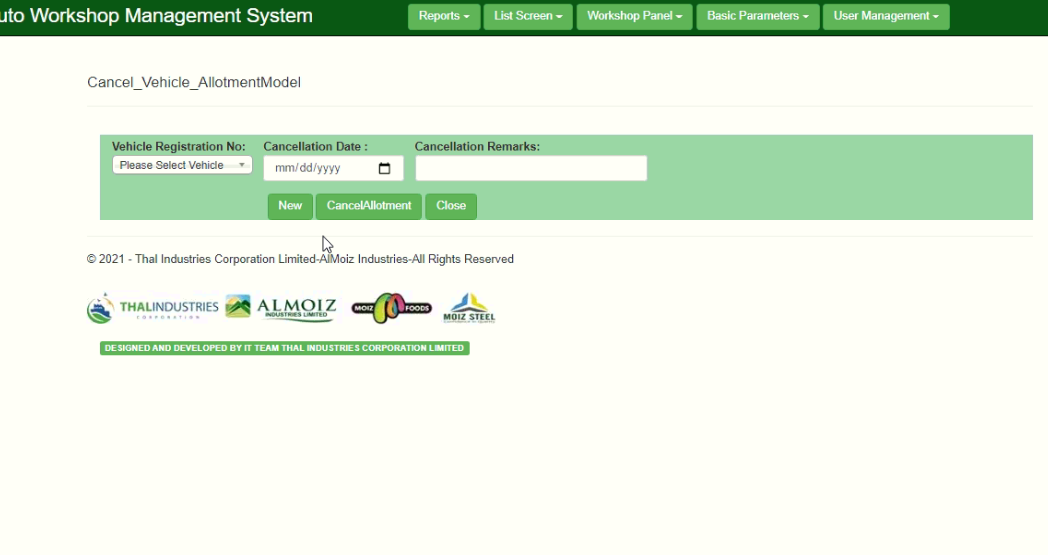 uto Workshop Management System
Reports
List Screen
Workshop Panel
Basic Parameters
User Management
Cancel_Vehicle_AllotmentModel
Vehicle Registration No:
Cancellation Date :
Cancellation Remarks:
Please Select Vehicle
mm/dd/yyyy
New
CancelAllotment
Close
© 2021 - Thal Industries Corporation Limited-AlMoiz Industries-All Rights Reserved
THALINDUSTRIES
CORPORATION
ALMOIZ
INDUSTRIES LIMITED
MOIZ FOODS
MOIZ STEEL
DESIGNED AND DEVELOPED BY IT TEAM THAL INDUSTRIES CORPORATION LIMITED